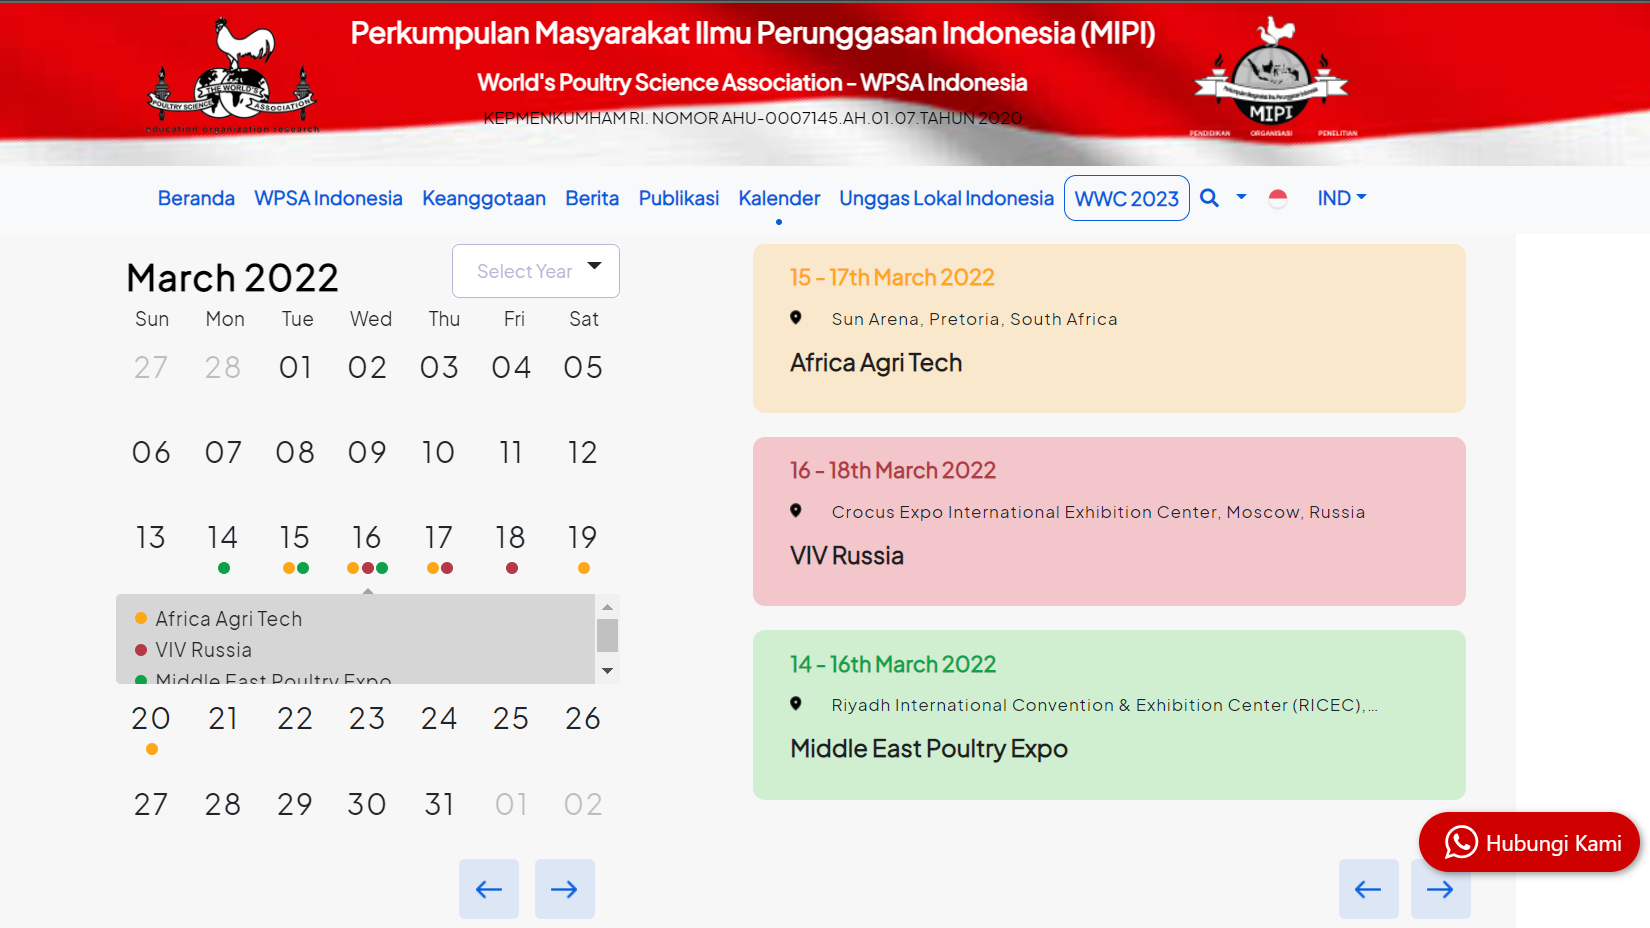 Perkumpulan Masyarakat Ilmu Perunggasan Indonesia (MIPI)
World's Poultry Science Association - WPSA Indonesia
KEPMENKUMHAM RI. NOMOR AHU-0007145.AH.01.07.TAHUN 2020
THE WORLD'S
POULTRY SCIENCE
ASSOCIATION
education organization research
MIPI
PENDIDIKAN ORGANISASI PENELITIAN
Beranda WPSA Indonesia Keanggotaan Berita Publikasi Kalender Unggas Lokal Indonesia WWC 2023 IND
March 2022
Select Year
Sun Mon Tue Wed Thu Fri Sat
27 28 01 02 03 04 05
06 07 08 09 10 11 12
13 14 15 16 17 18 19
Africa Agri Tech
VIV Russia
Middle East Poultry Expo
20 21 22 23 24 25 26
27 28 29 30 31 01 02
15 - 17th March 2022
Sun Arena, Pretoria, South Africa
Africa Agri Tech
16 - 18th March 2022
Crocus Expo International Exhibition Center, Moscow, Russia
VIV Russia
14 - 16th March 2022
Riyadh International Convention & Exhibition Center (RICEC),...
Middle East Poultry Expo
Hubungi Kami